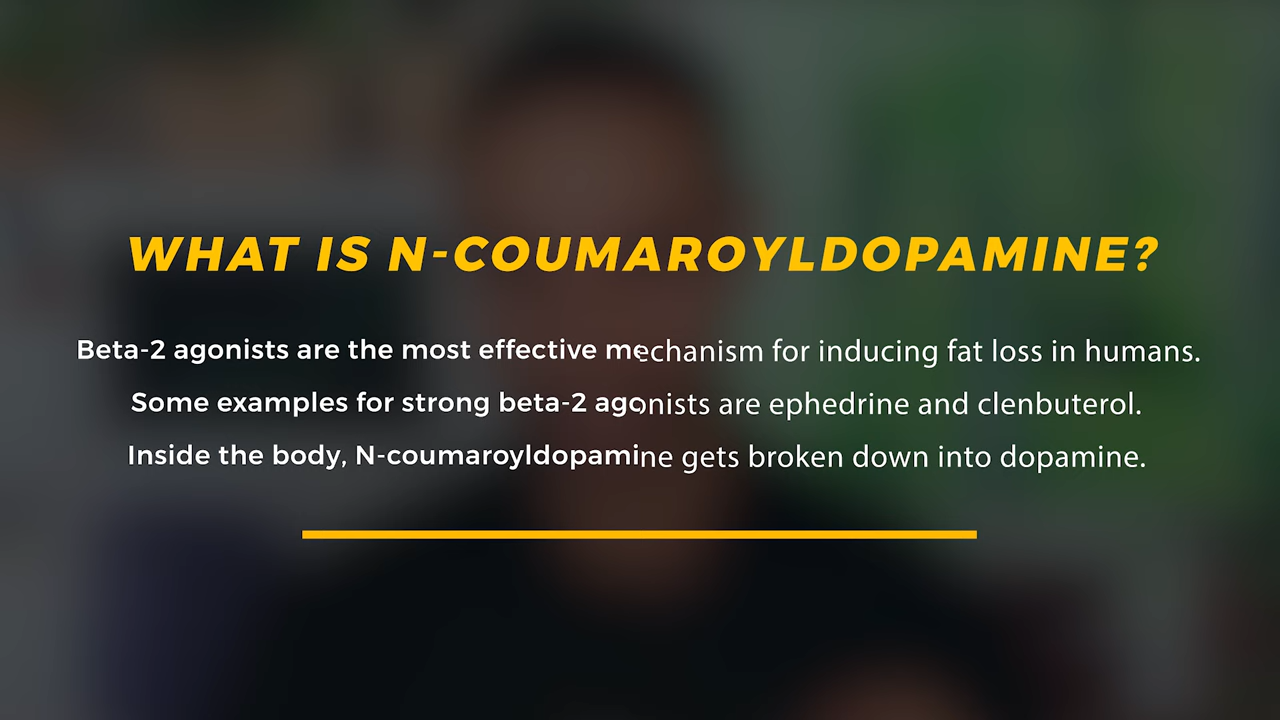 WHAT IS N-COUMAROYLDOPAMINE?
Beta-2 agonists are the most effective mechanism for inducing fat loss in humans.
Some examples for strong beta-2 agonists are ephedrine and clenbuterol.
Inside the body, N-coumaroyldopamine gets broken down into dopamine.